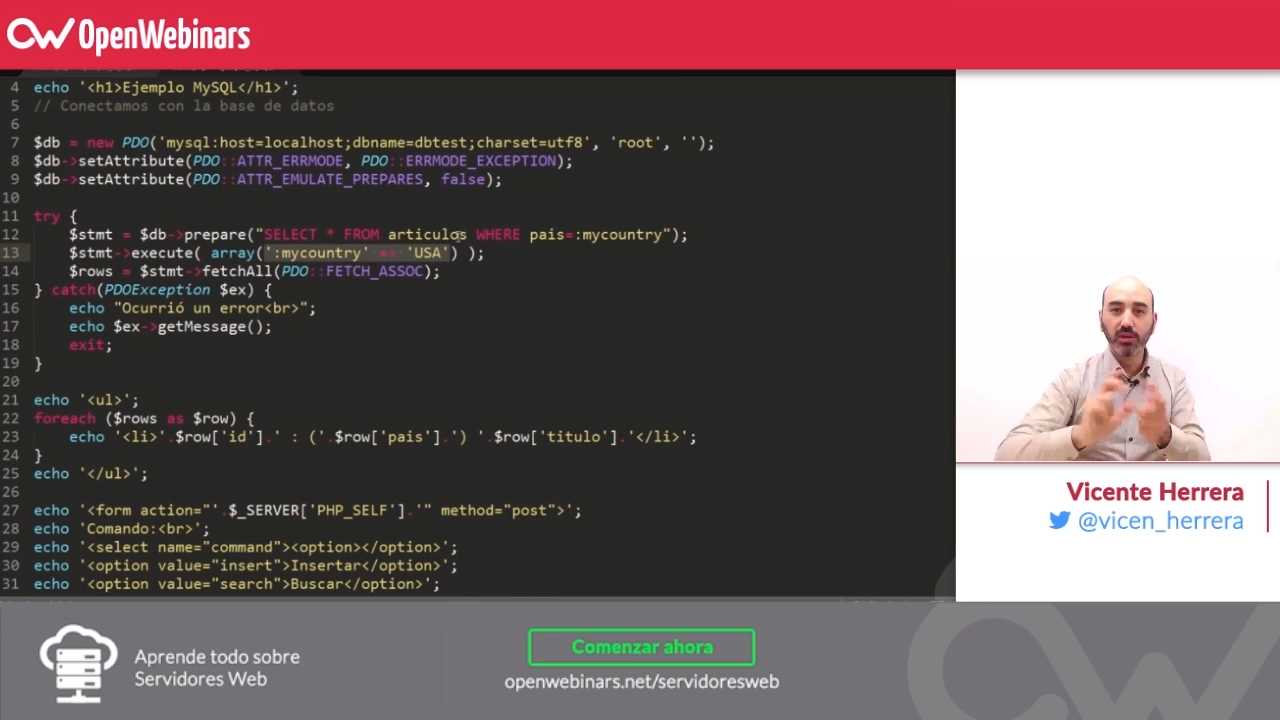 OpenWebinars
4 echo '<h1>Ejemplo MySQL</h1>';
5 // Conectamos con la base de datos
6
7 $db = new PDO('mysql:host=localhost;dbname=dbtest;charset=utf8', 'root', '');
8 $db->setAttribute(PDO::ATTR_ERRMODE, PDO::ERRMODE_EXCEPTION);
9 $db->setAttribute(PDO::ATTR_EMULATE_PREPARES, false);
10
11 try {
12 $stmt = $db->prepare("SELECT * FROM articulos WHERE pais=:mycountry");
13 $stmt->execute( array(':mycountry' => 'USA') );
14 $rows = $stmt->fetchAll(PDO::FETCH_ASSOC);
15 } catch(PDOException $ex) {
16 echo "Ocurrió un error<br>";
17 echo $ex->getMessage();
18 exit;
19 }
20
21 echo '<ul>';
22 foreach ($rows as $row) {
23 echo '<li>'.$row['id'].' : ('.$row['pais'].') '.$row['titulo'].'</li>';
24 }
25 echo '</ul>';
26
27 echo '<form action="'.$_SERVER['PHP_SELF'].'" method="post">';
28 echo 'Comando:<br>';
29 echo '<select name="command"><option></option>';
30 echo '<option value="insert">Insertar</option>';
31 echo '<option value="search">Buscar</option>';
Vicente Herrera
@vicen_herrera
Aprende todo sobre
Servidores Web
Comenzar ahora
openwebinars.net/servidoresweb